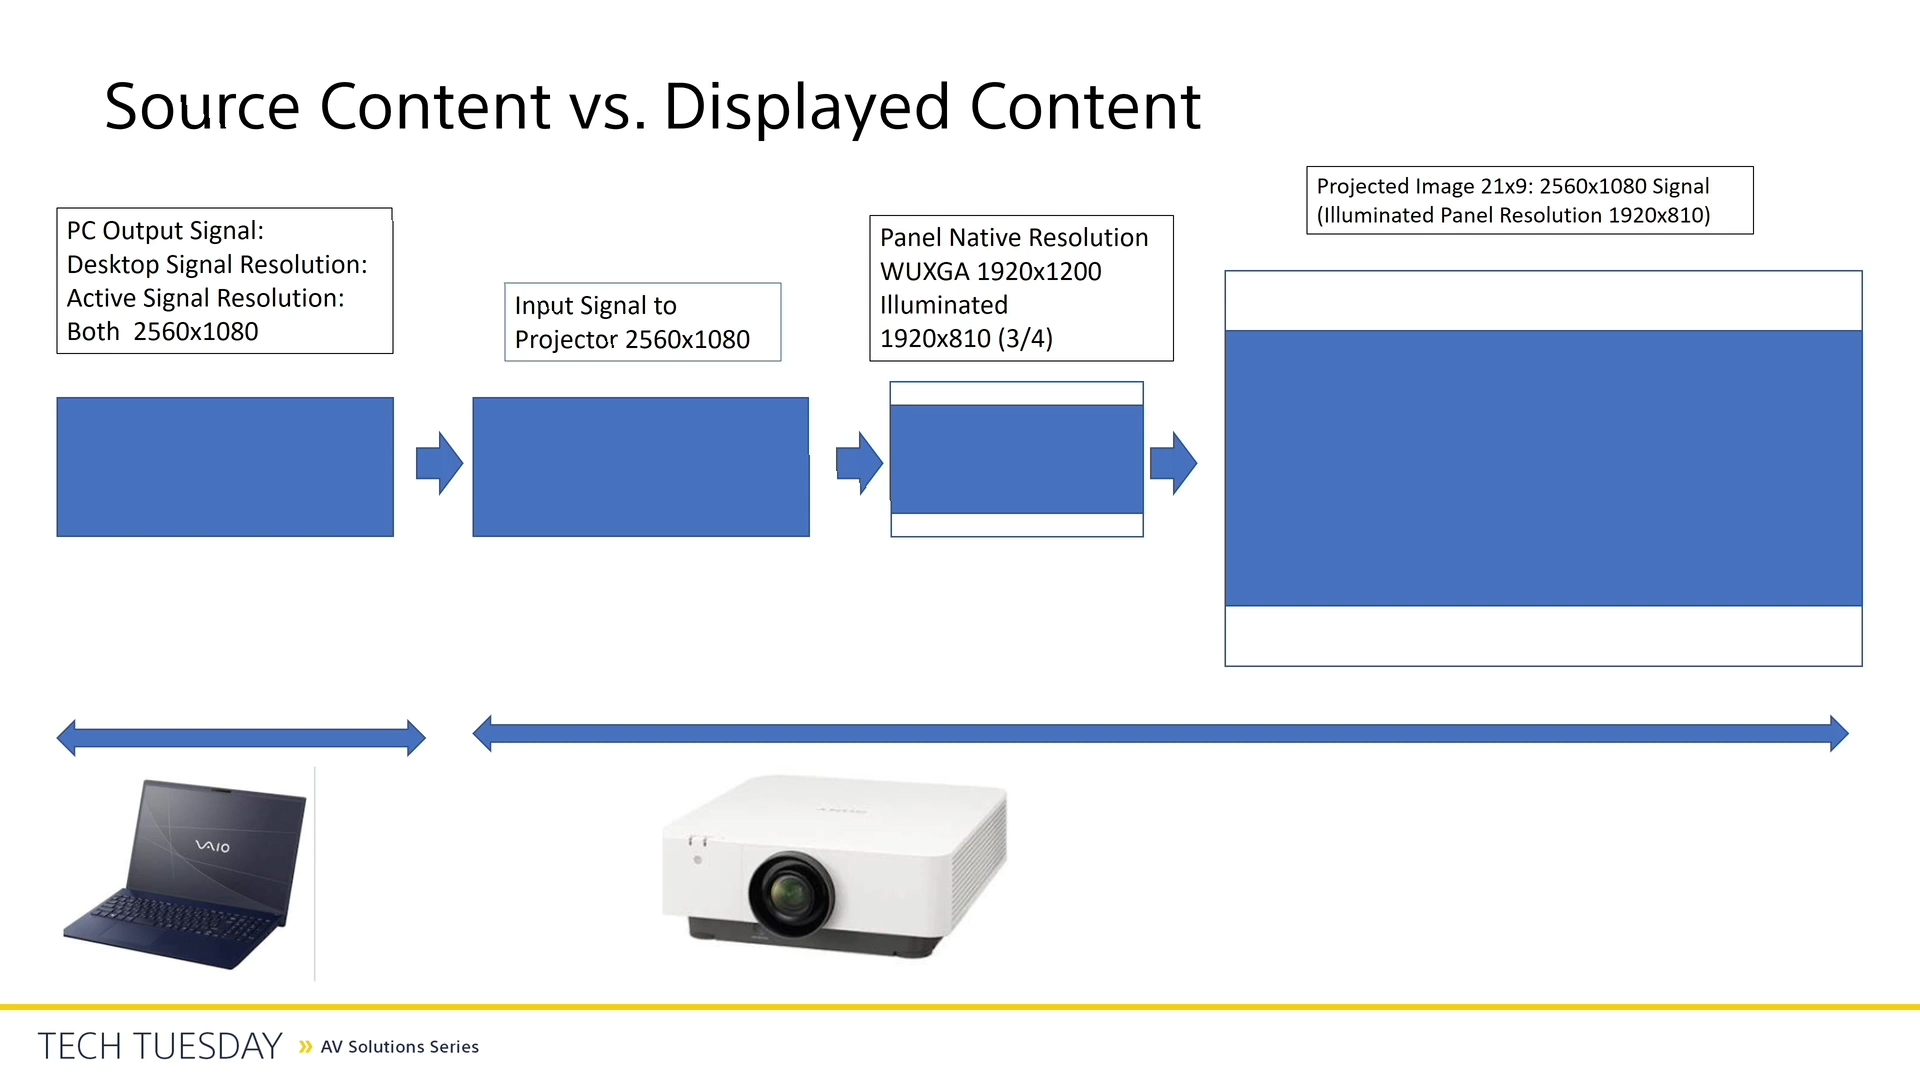 Source Content vs. Displayed Content
PC Output Signal:
Desktop Signal Resolution:
Active Signal Resolution:
Both 2560x1080
Input Signal to
Projector 2560x1080
Panel Native Resolution
WUXGA 1920x1200
Illuminated
1920x810 (3/4)
Projected Image 21x9: 2560x1080 Signal
(Illuminated Panel Resolution 1920x810)
VAIO
SONY
TECH TUESDAY » AV Solutions Series